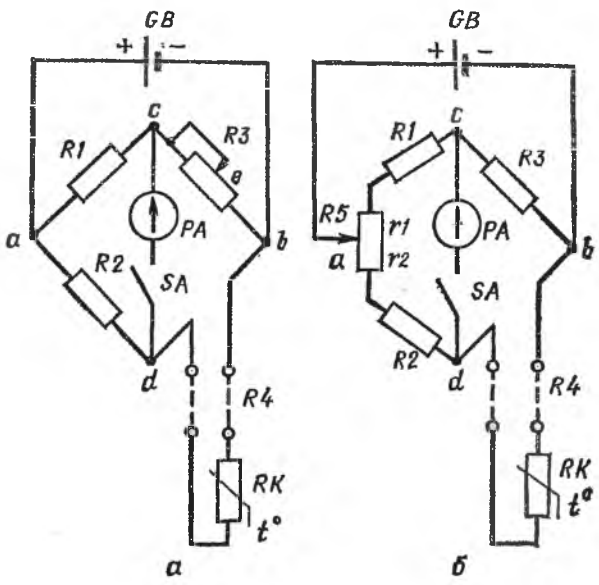 GB
+ -
c
R1
R3
в
a
PA
b
R2
SA
d
R4
RK
t°
а
GB
+ -
c
R1
R3
R5
r1
a
r2
PA
b
SA
R2
d
R4
RK
t°
б